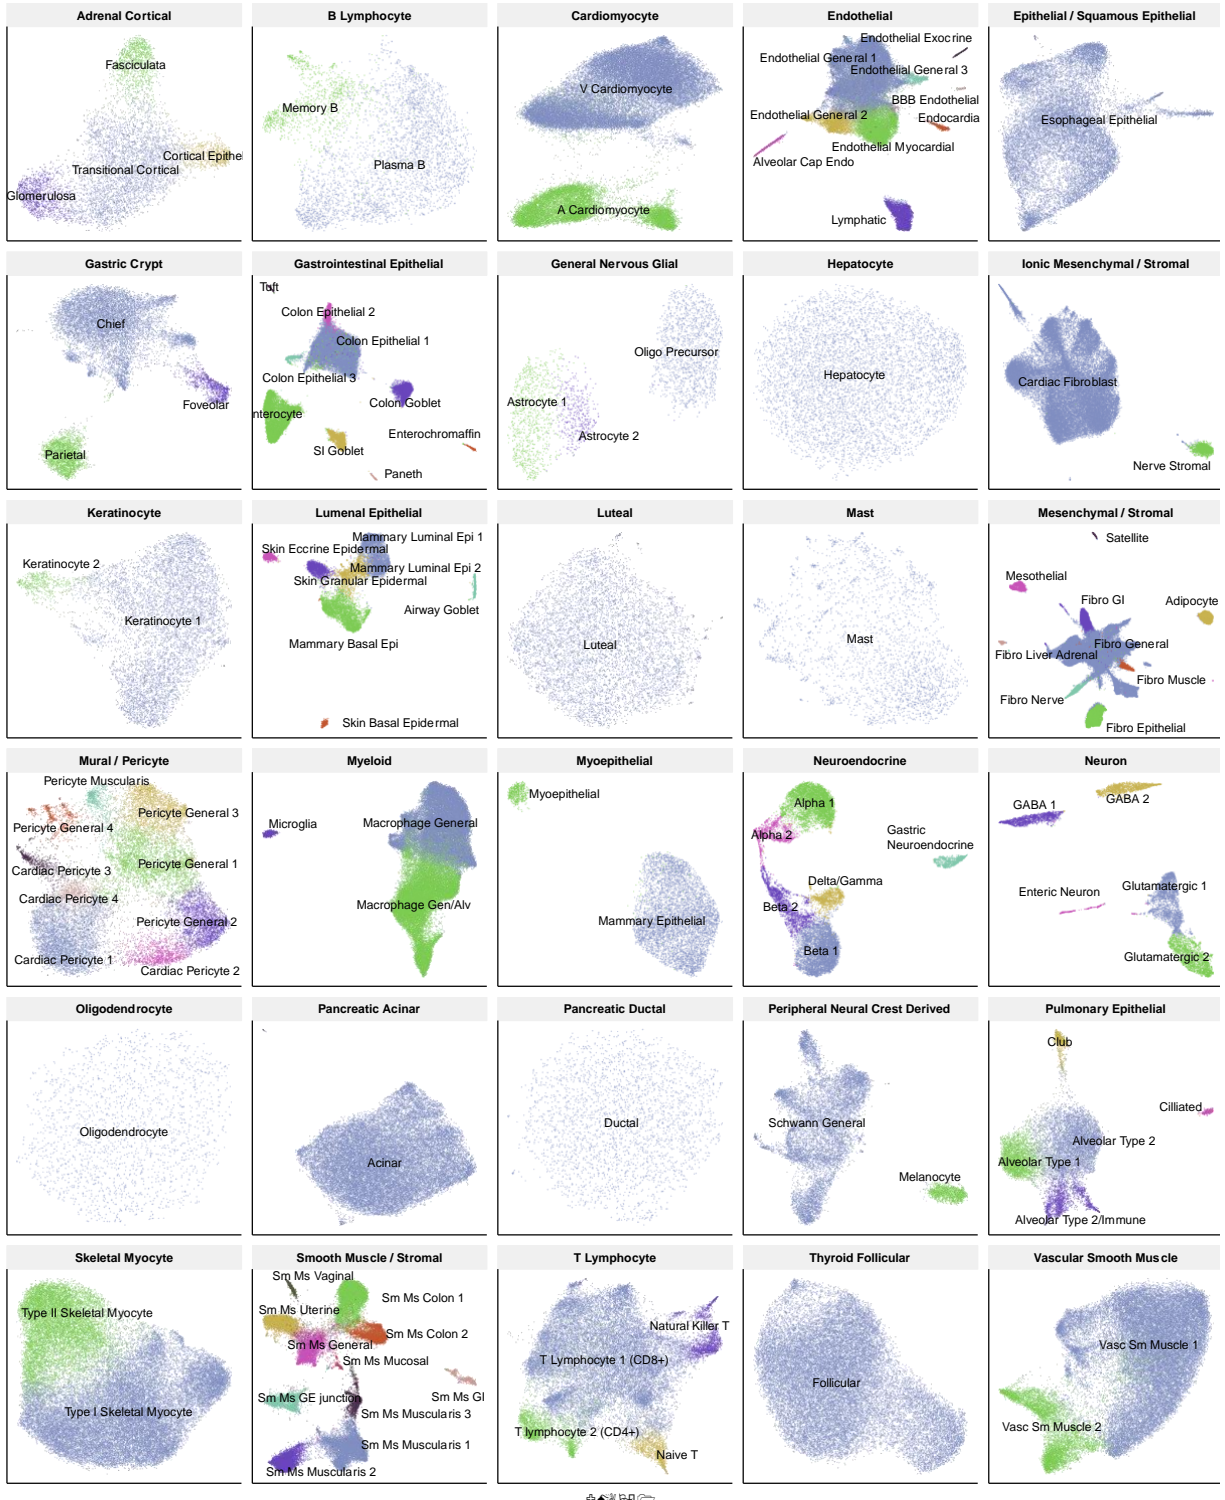 Adrenal Cortical
Fasciculata
Cortical Epithe
Transitional Cortical
Glomerulosa
B Lymphocyte
Memory B
Plasma B
Cardiomyocyte
V Cardiomyocyte
A Cardiomyocyte
Endothelial
Endothelial Exocrine
Endothelial General 1
Endothelial General 3
BBB Endothelial
Endothelial General 2
Endocardia
Endothelial Myocardial
Alveolar Cap Endo
Lymphatic
Epithelial / Squamous Epithelial
Esophageal Epithelial
Gastric Crypt
Chief
Foveolar
Parietal
Gastrointestinal Epithelial
Tuft
Colon Epithelial 2
Colon Epithelial 1
Colon Epithelial 3
Colon Goblet
nterocyte
Enterochromaffin
SI Goblet
Paneth
General Nervous Glial
Oligo Precursor
Astrocyte 1
Astrocyte 2
Hepatocyte
Hepatocyte
Ionic Mesenchymal / Stromal
Cardiac Fibroblast
Nerve Stromal
Keratinocyte
Keratinocyte 2
Keratinocyte 1
Lumenal Epithelial
Mammary Luminal Epi 1
Skin Eccrine Epidermal
Mammary Luminal Epi 2
Skin Granular Epidermal
Airway Goblet
Mammary Basal Epi
Skin Basal Epidermal
Luteal
Luteal
Mast
Mast
Mesenchymal / Stromal
Satellite
Mesothelial
Fibro GI
Adipocyte
Fibro General
Fibro Liver Adrenal
Fibro Muscle
Fibro Nerve
Fibro Epithelial
Mural / Pericyte
Pericyte Muscularis
Pericyte General 3
Pericyte General 4
Pericyte General 1
Cardiac Pericyte 3
Cardiac Pericyte 4
Pericyte General 2
Cardiac Pericyte 1
Cardiac Pericyte 2
Myeloid
Microglia
Macrophage General
Macrophage Gen/Alv
Myoepithelial
Myoepithelial
Mammary Epithelial
Neuroendocrine
Alpha 1
Alpha 2
Gastric
Neuroendocrine
Delta/Gamma
Beta 2
Beta 1
Neuron
GABA 2
GABA 1
Glutamatergic 1
Enteric Neuron
Glutamatergic 2
Oligodendrocyte
Oligodendrocyte
Pancreatic Acinar
Acinar
Pancreatic Ductal
Ductal
Peripheral Neural Crest Derived
Schwann General
Melanocyte
Pulmonary Epithelial
Club
Cilliated
Alveolar Type 2
Alveolar Type 1
Alveolar Type 2/Immune
Skeletal Myocyte
Type II Skeletal Myocyte
Type I Skeletal Myocyte
Smooth Muscle / Stromal
Sm Ms Vaginal
Sm Ms Colon 1
Sm Ms Uterine
Sm Ms Colon 2
Sm Ms General
Sm Ms Mucosal
Sm Ms GE junction
Sm Ms GI
Sm Ms Muscularis 3
Sm Ms Muscularis 1
Sm Ms Muscularis 2
T Lymphocyte
Natural Killer T
T Lymphocyte 1 (CD8+)
T lymphocyte 2 (CD4+)
Naive T
Thyroid Follicular
Follicular
Vascular Smooth Muscle
Vasc Sm Muscle 1
Vasc Sm Muscle 2